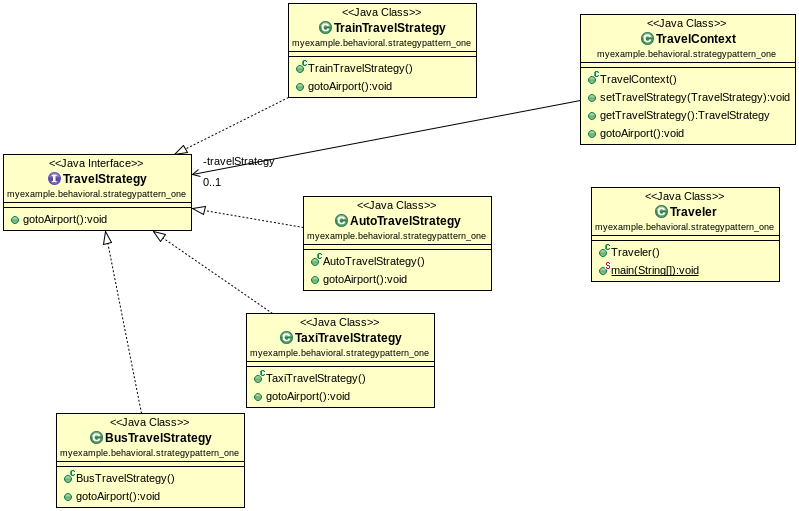 <<Java Class>>
TrainTravelStrategy
myexample.behavioral.strategypattern_one
TrainTravelStrategy()
gotoAirport():void
<<Java Class>>
TravelContext
myexample.behavioral.strategypattern_one
TravelContext()
setTravelStrategy(TravelStrategy):void
getTravelStrategy():TravelStrategy
gotoAirport():void
-travelStrategy
0..1
<<Java Interface>>
TravelStrategy
myexample.behavioral.strategypattern_one
gotoAirport():void
<<Java Class>>
AutoTravelStrategy
myexample.behavioral.strategypattern_one
AutoTravelStrategy()
gotoAirport():void
<<Java Class>>
Traveler
myexample.behavioral.strategypattern_one
Traveler()
main(String[]):void
<<Java Class>>
TaxiTravelStrategy
myexample.behavioral.strategypattern_one
TaxiTravelStrategy()
gotoAirport():void
<<Java Class>>
BusTravelStrategy
myexample.behavioral.strategypattern_one
BusTravelStrategy()
gotoAirport():void